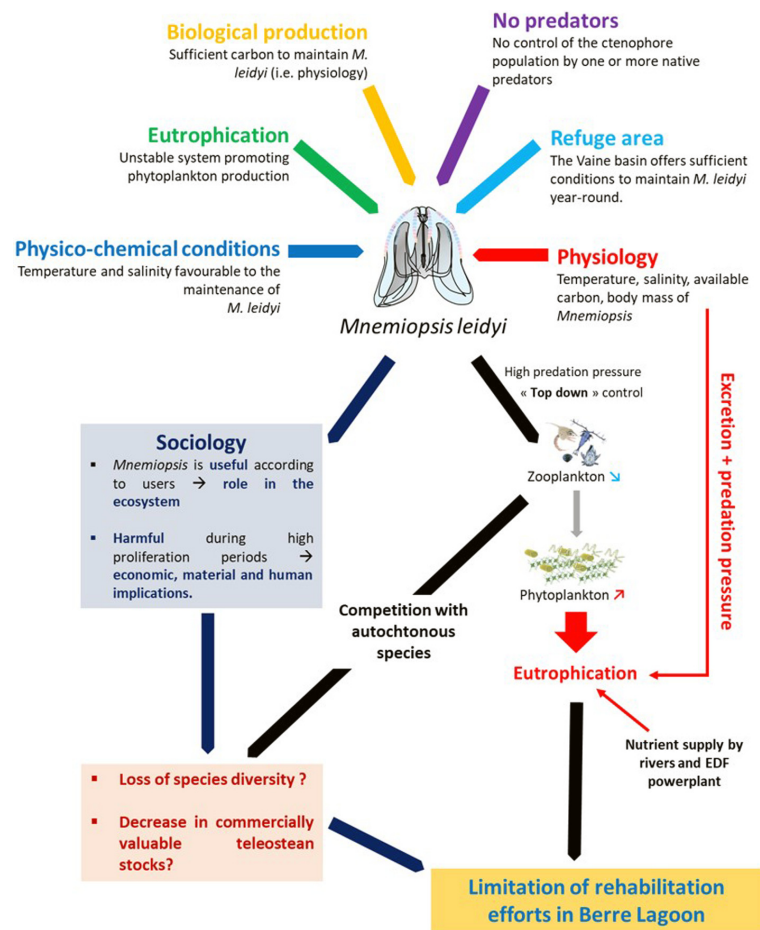 Biological production
Sufficient carbon to maintain M.
leidyi (i.e. physiology)
No predators
No control of the ctenophore
population by one or more native
predators
Eutrophication
Unstable system promoting
phytoplankton production
Refuge area
The Vaine basin offers sufficient
conditions to maintain M. leidyi
year-round.
Physico-chemical conditions
Temperature and salinity favourable to the
maintenance of
M. leidyi
Physiology
Temperature, salinity, available
carbon, body mass of
Mnemiopsis
Mnemiopsis leidyi
High predation pressure
« Top down » control
Excretion + predation pressure
Sociology
▪ Mnemiopsis is useful according
to users → role in the
ecosystem
▪ Harmful during high
proliferation periods →
economic, material and human
implications.
Zooplankton ↘
Phytoplankton ↗
Competition with
autochtonous
species
Eutrophication
Nutrient supply by
rivers and EDF
powerplant
▪ Loss of species diversity ?
▪ Decrease in commercially
valuable teleostean
stocks?
Limitation of rehabilitation
efforts in Berre Lagoon